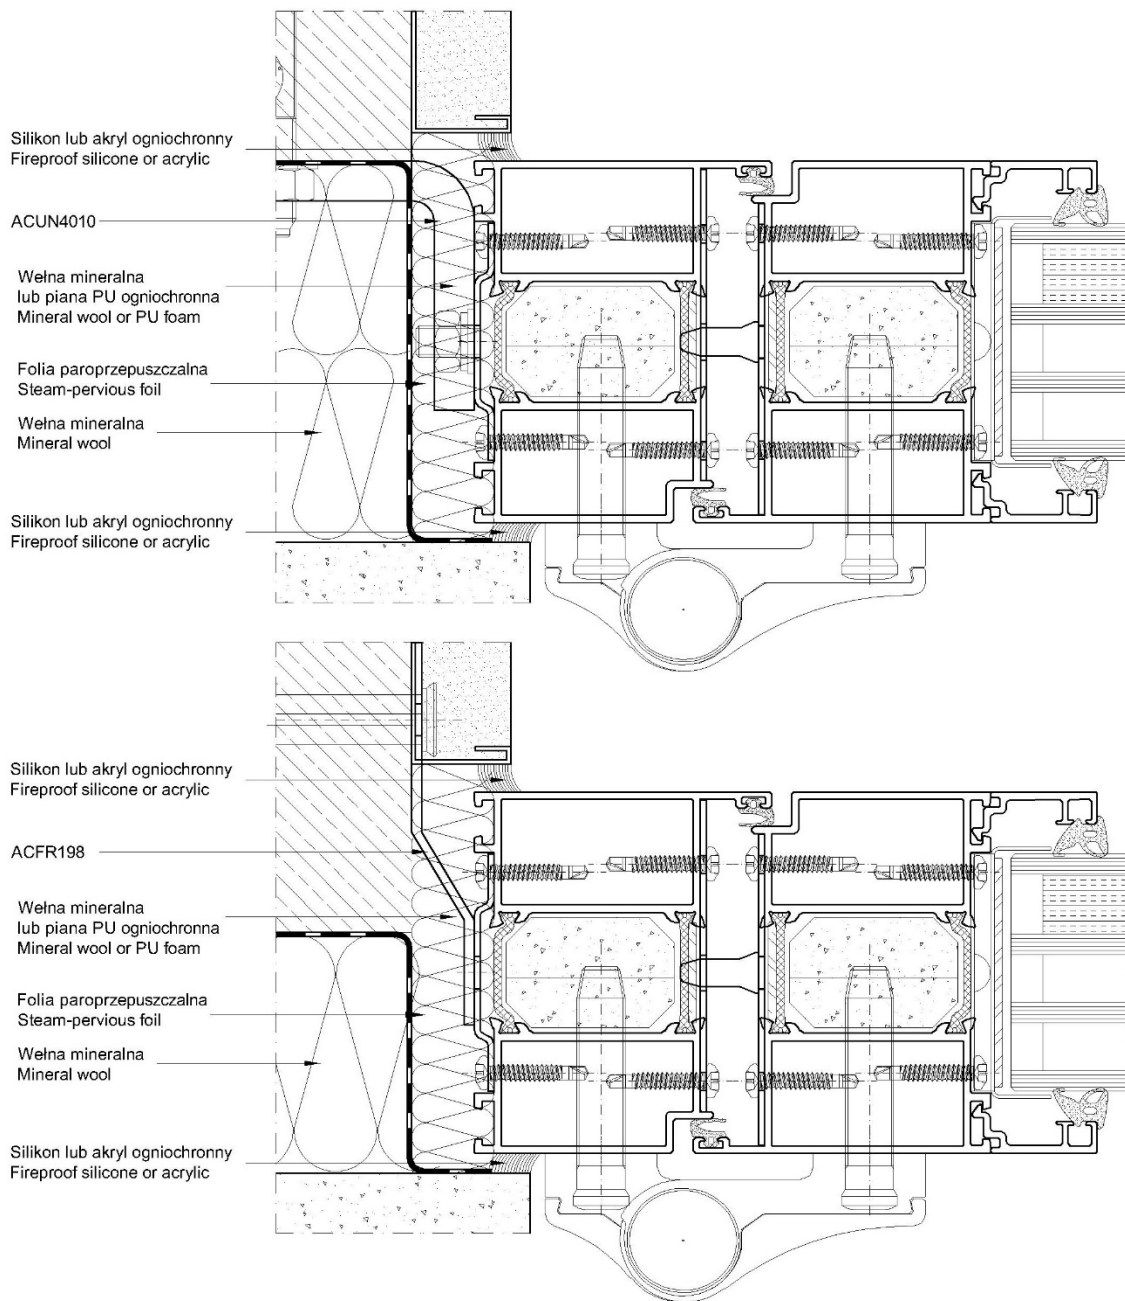 Silikon lub akryl ogniochronny
Fireproof silicone or acrylic
ACUN4010
Wełna mineralna
lub piana PU ogniochronna
Mineral wool or PU foam
Folia paroprzepuszczalna
Steam-pervious foil
Wełna mineralna
Mineral wool
Silikon lub akryl ogniochronny
Fireproof silicone or acrylic
Silikon lub akryl ogniochronny
Fireproof silicone or acrylic
ACFR198
Wełna mineralna
lub piana PU ogniochronna
Mineral wool or PU foam
Folia paroprzepuszczalna
Steam-pervious foil
Wełna mineralna
Mineral wool
Silikon lub akryl ogniochronny
Fireproof silicone or acrylic